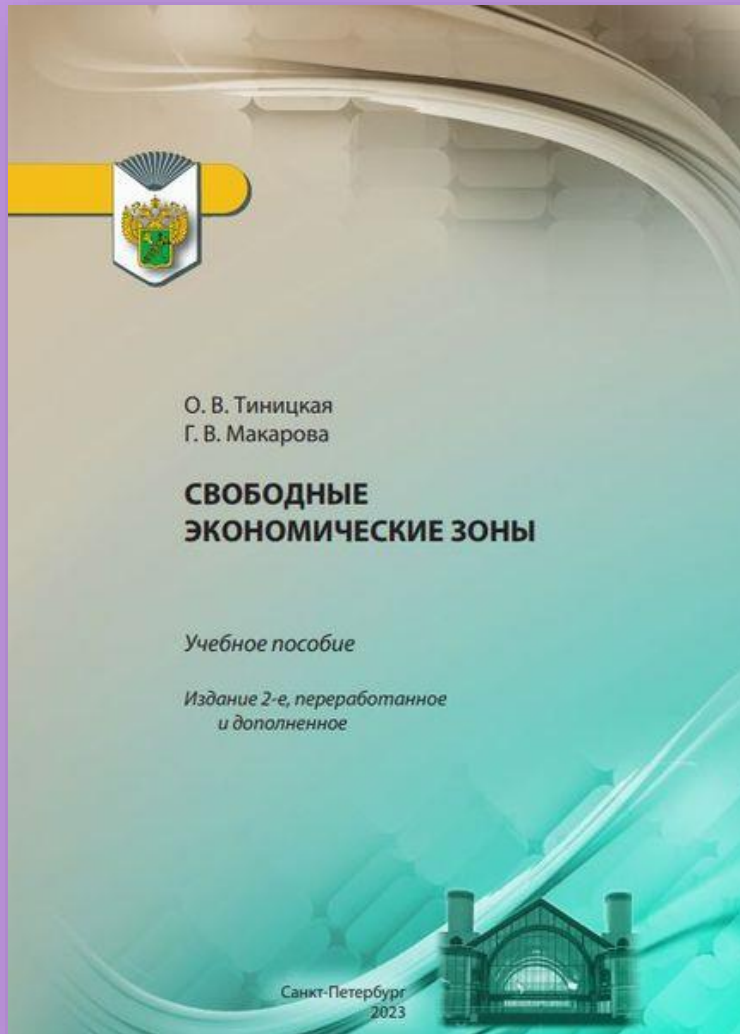 О. В. Тиницкая
Г. В. Макарова
СВОБОДНЫЕ
ЭКОНОМИЧЕСКИЕ ЗОНЫ
Учебное пособие
Издание 2-е, переработанное
и дополненное
Санкт-Петербург
2023